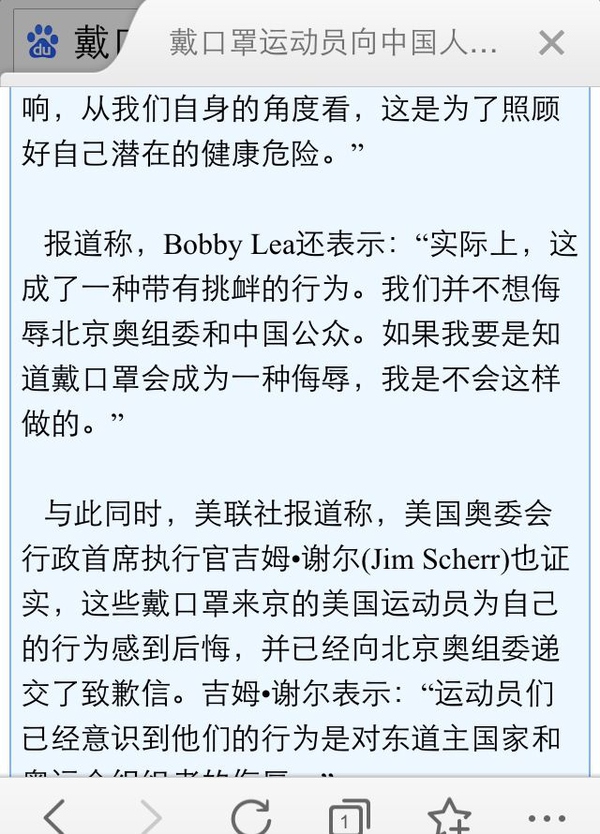 du 戴口
戴口罩运动员向中国人...
响，从我们自身的角度看，这是为了照顾
好自己潜在的健康危险。”
报道称，Bobby Lea还表示：“实际上，这
成了一种带有挑衅的行为。我们并不想侮
辱北京奥组委和中国公众。如果我要是知
道戴口罩会成为一种侮辱，我是不会这样
做的。”
与此同时，美联社报道称，美国奥委会
行政首席执行官吉姆•谢尔(Jim Scherr)也证
实，这些戴口罩来京的美国运动员为自己
的行为感到后悔，并已经向北京奥组委递
交了致歉信。吉姆•谢尔表示：“运动员们
已经意识到他们的行为是对东道主国家和
1